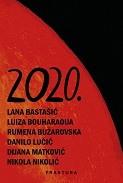 2020.
LANA BASTAŠIĆ
LUIZA BOUHARAOUA
RUMENA BUŽAROVSKA
DANILO LUČIĆ
DIJANA MATKOVIĆ
NIKOLA NIKOLIĆ
FRAKTURA